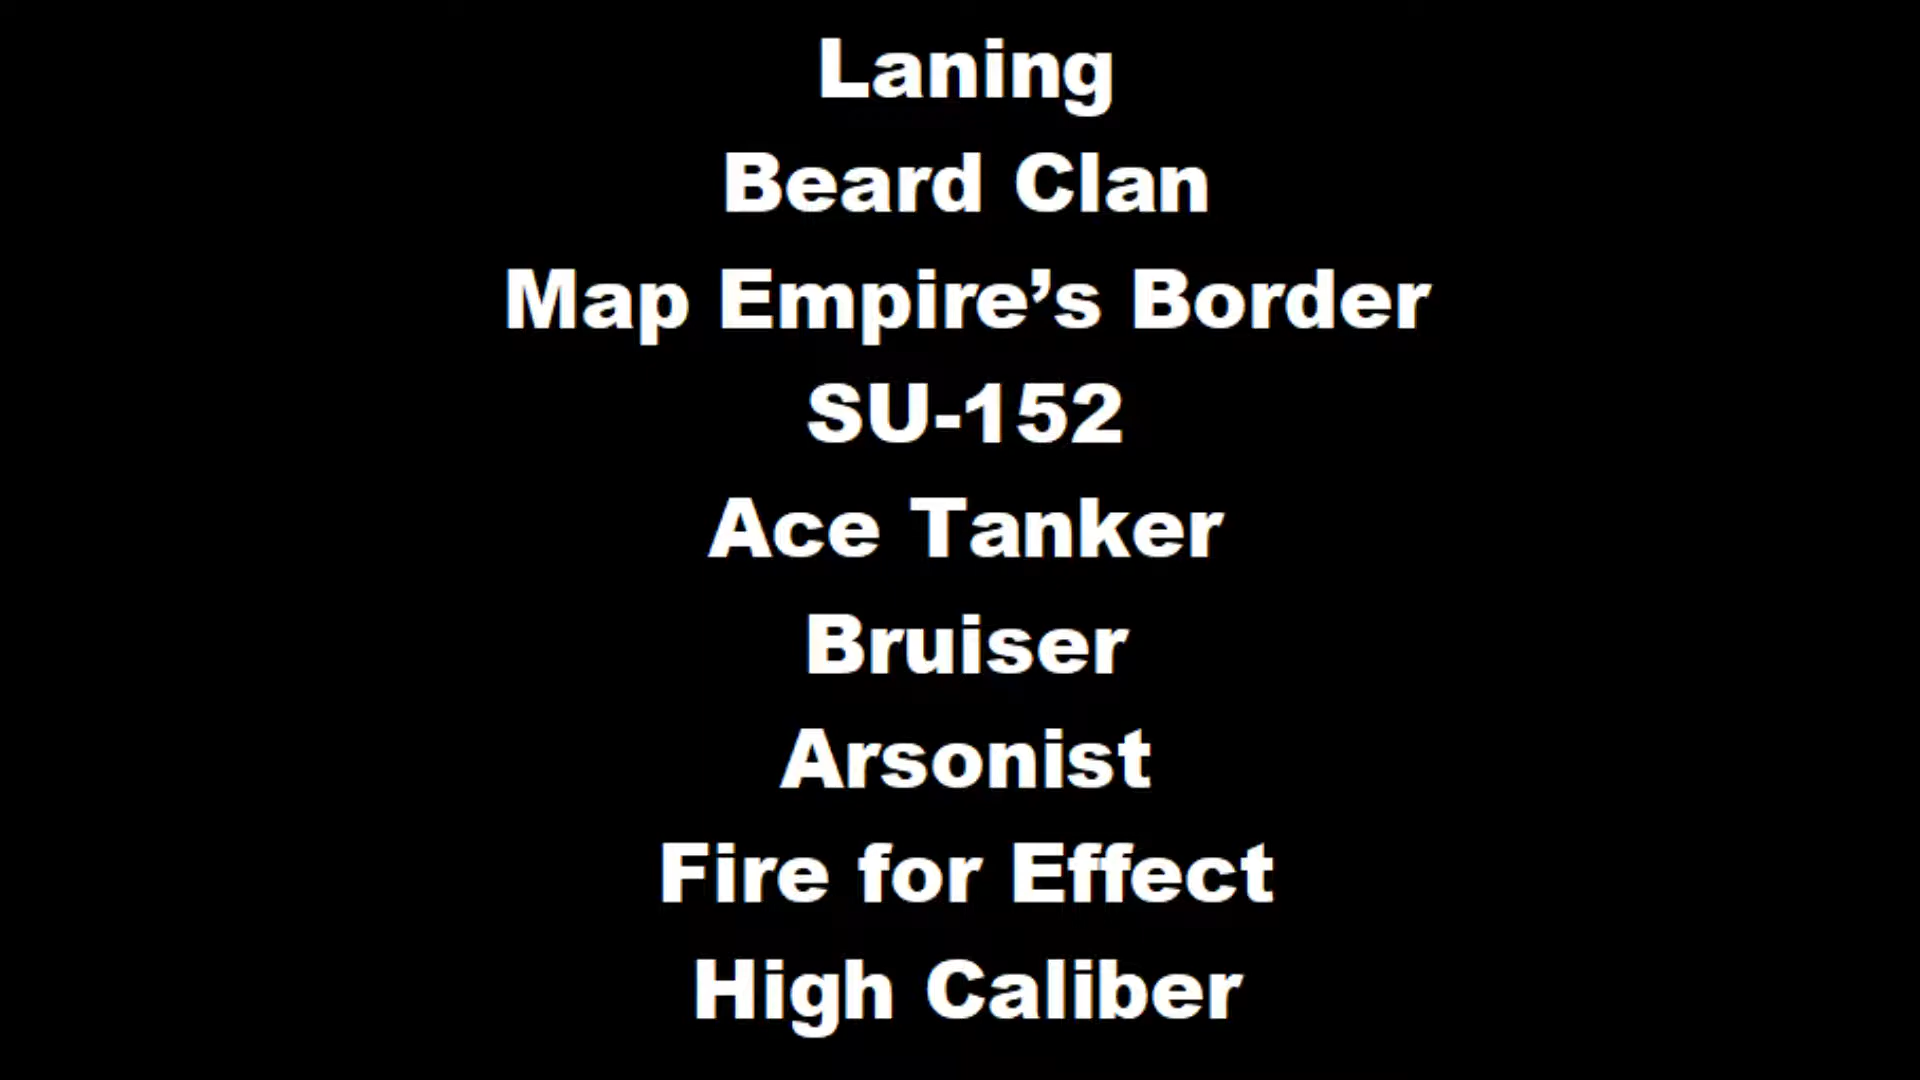 Laning
Beard Clan
Map Empire’s Border
SU-152
Ace Tanker
Bruiser
Arsonist
Fire for Effect
High Caliber